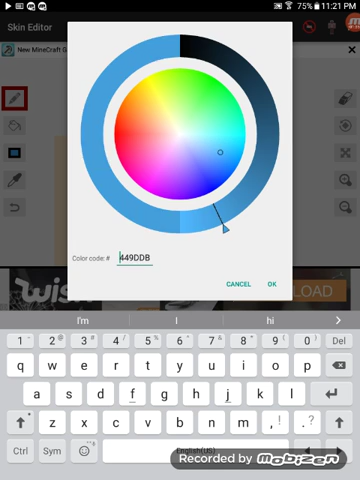 75% 11:21 PM
Skin Editor
New MineCraft G
Color code: # 449DDB
CANCEL OK
wish LOAD
I'm I hi
1 2 @ 3 # 4 / 5 % 6 ^ 7 & 8 * 9 ( 0 ) Del
q w e r t y u i o p
a s d f g h j k l
z x c v b n m , ! . ?
Ctrl Sym English(US)
Recorded by Mobizen